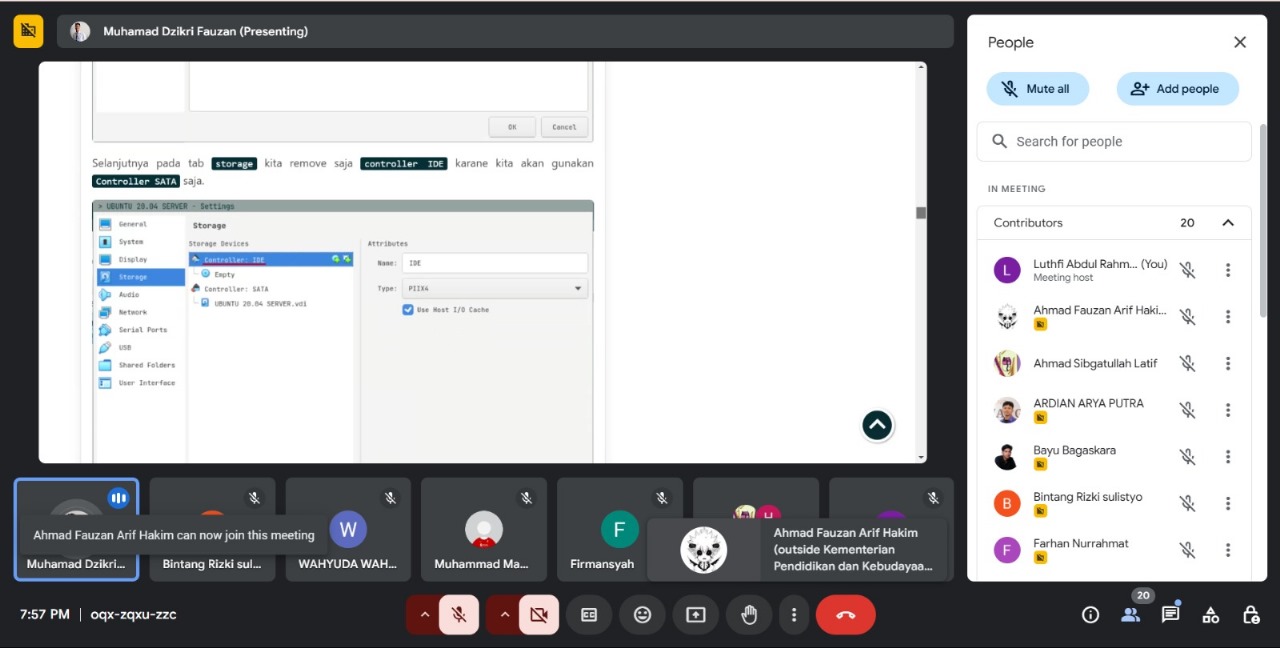 Muhamad Dzikri Fauzan (Presenting)
OK
Cancel
Selanjutnya pada tab storage kita remove saja controller IDE karane kita akan gunakan
Controller SATA saja.
> UBUNTU 20.04 SERVER - Settings
General
System
Display
Storage
Audio
Network
Serial Ports
USB
Shared Folders
User Interface
Storage
Storage Devices
Controller: IDE
Empty
Controller: SATA
UBUNTU 20.04 SERVER.vdi
Attributes
Name: IDE
Type: PIIX4
Use Host I/O Cache
Ahmad Fauzan Arif Hakim can now join this meeting
Muhamad Dzikri...
Bintang Rizki sul...
W
WAHYUDA WAH...
Muhammad Ma...
F
Firmansyah
H
Ahmad Fauzan Arif Hakim
(outside Kementerian
Pendidikan dan Kebudayaa...
7:57 PM | oqx-zqxu-zzc
People
Mute all
Add people
Search for people
IN MEETING
Contributors 20
L
Luthfi Abdul Rahm... (You)
Meeting host
Ahmad Fauzan Arif Haki...
Ahmad Sibgatullah Latif
ARDIAN ARYA PUTRA
Bayu Bagaskara
B
Bintang Rizki sulistyo
F
Farhan Nurrahmat
20